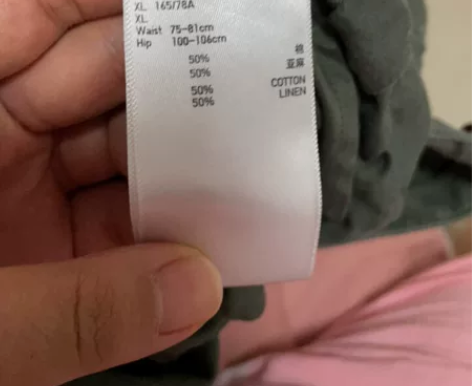 XL 165/78A
XL
Waist 75-81cm
Hip 100-106cm
50% 棉
50% 亚麻
50% COTTON
50% LINEN